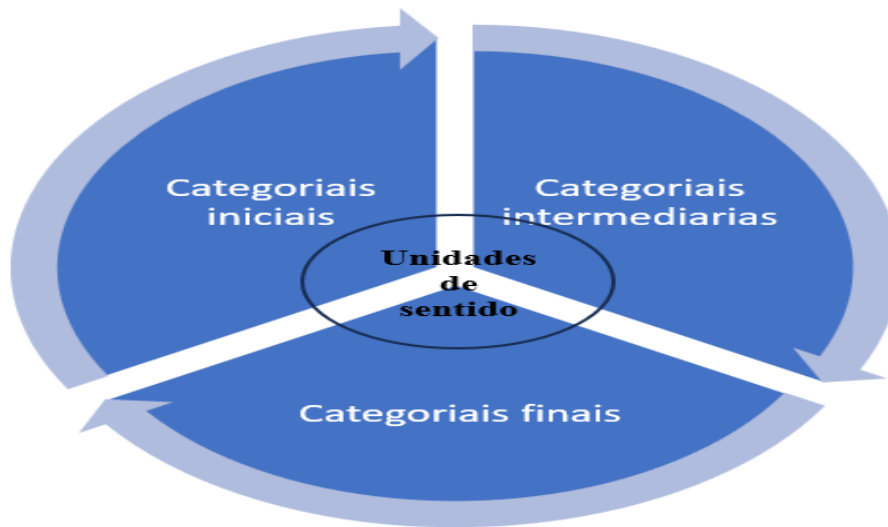 Categoriais
iniciais
Categoriais
intermediarias
Unidades
de
sentido
Categoriais finais